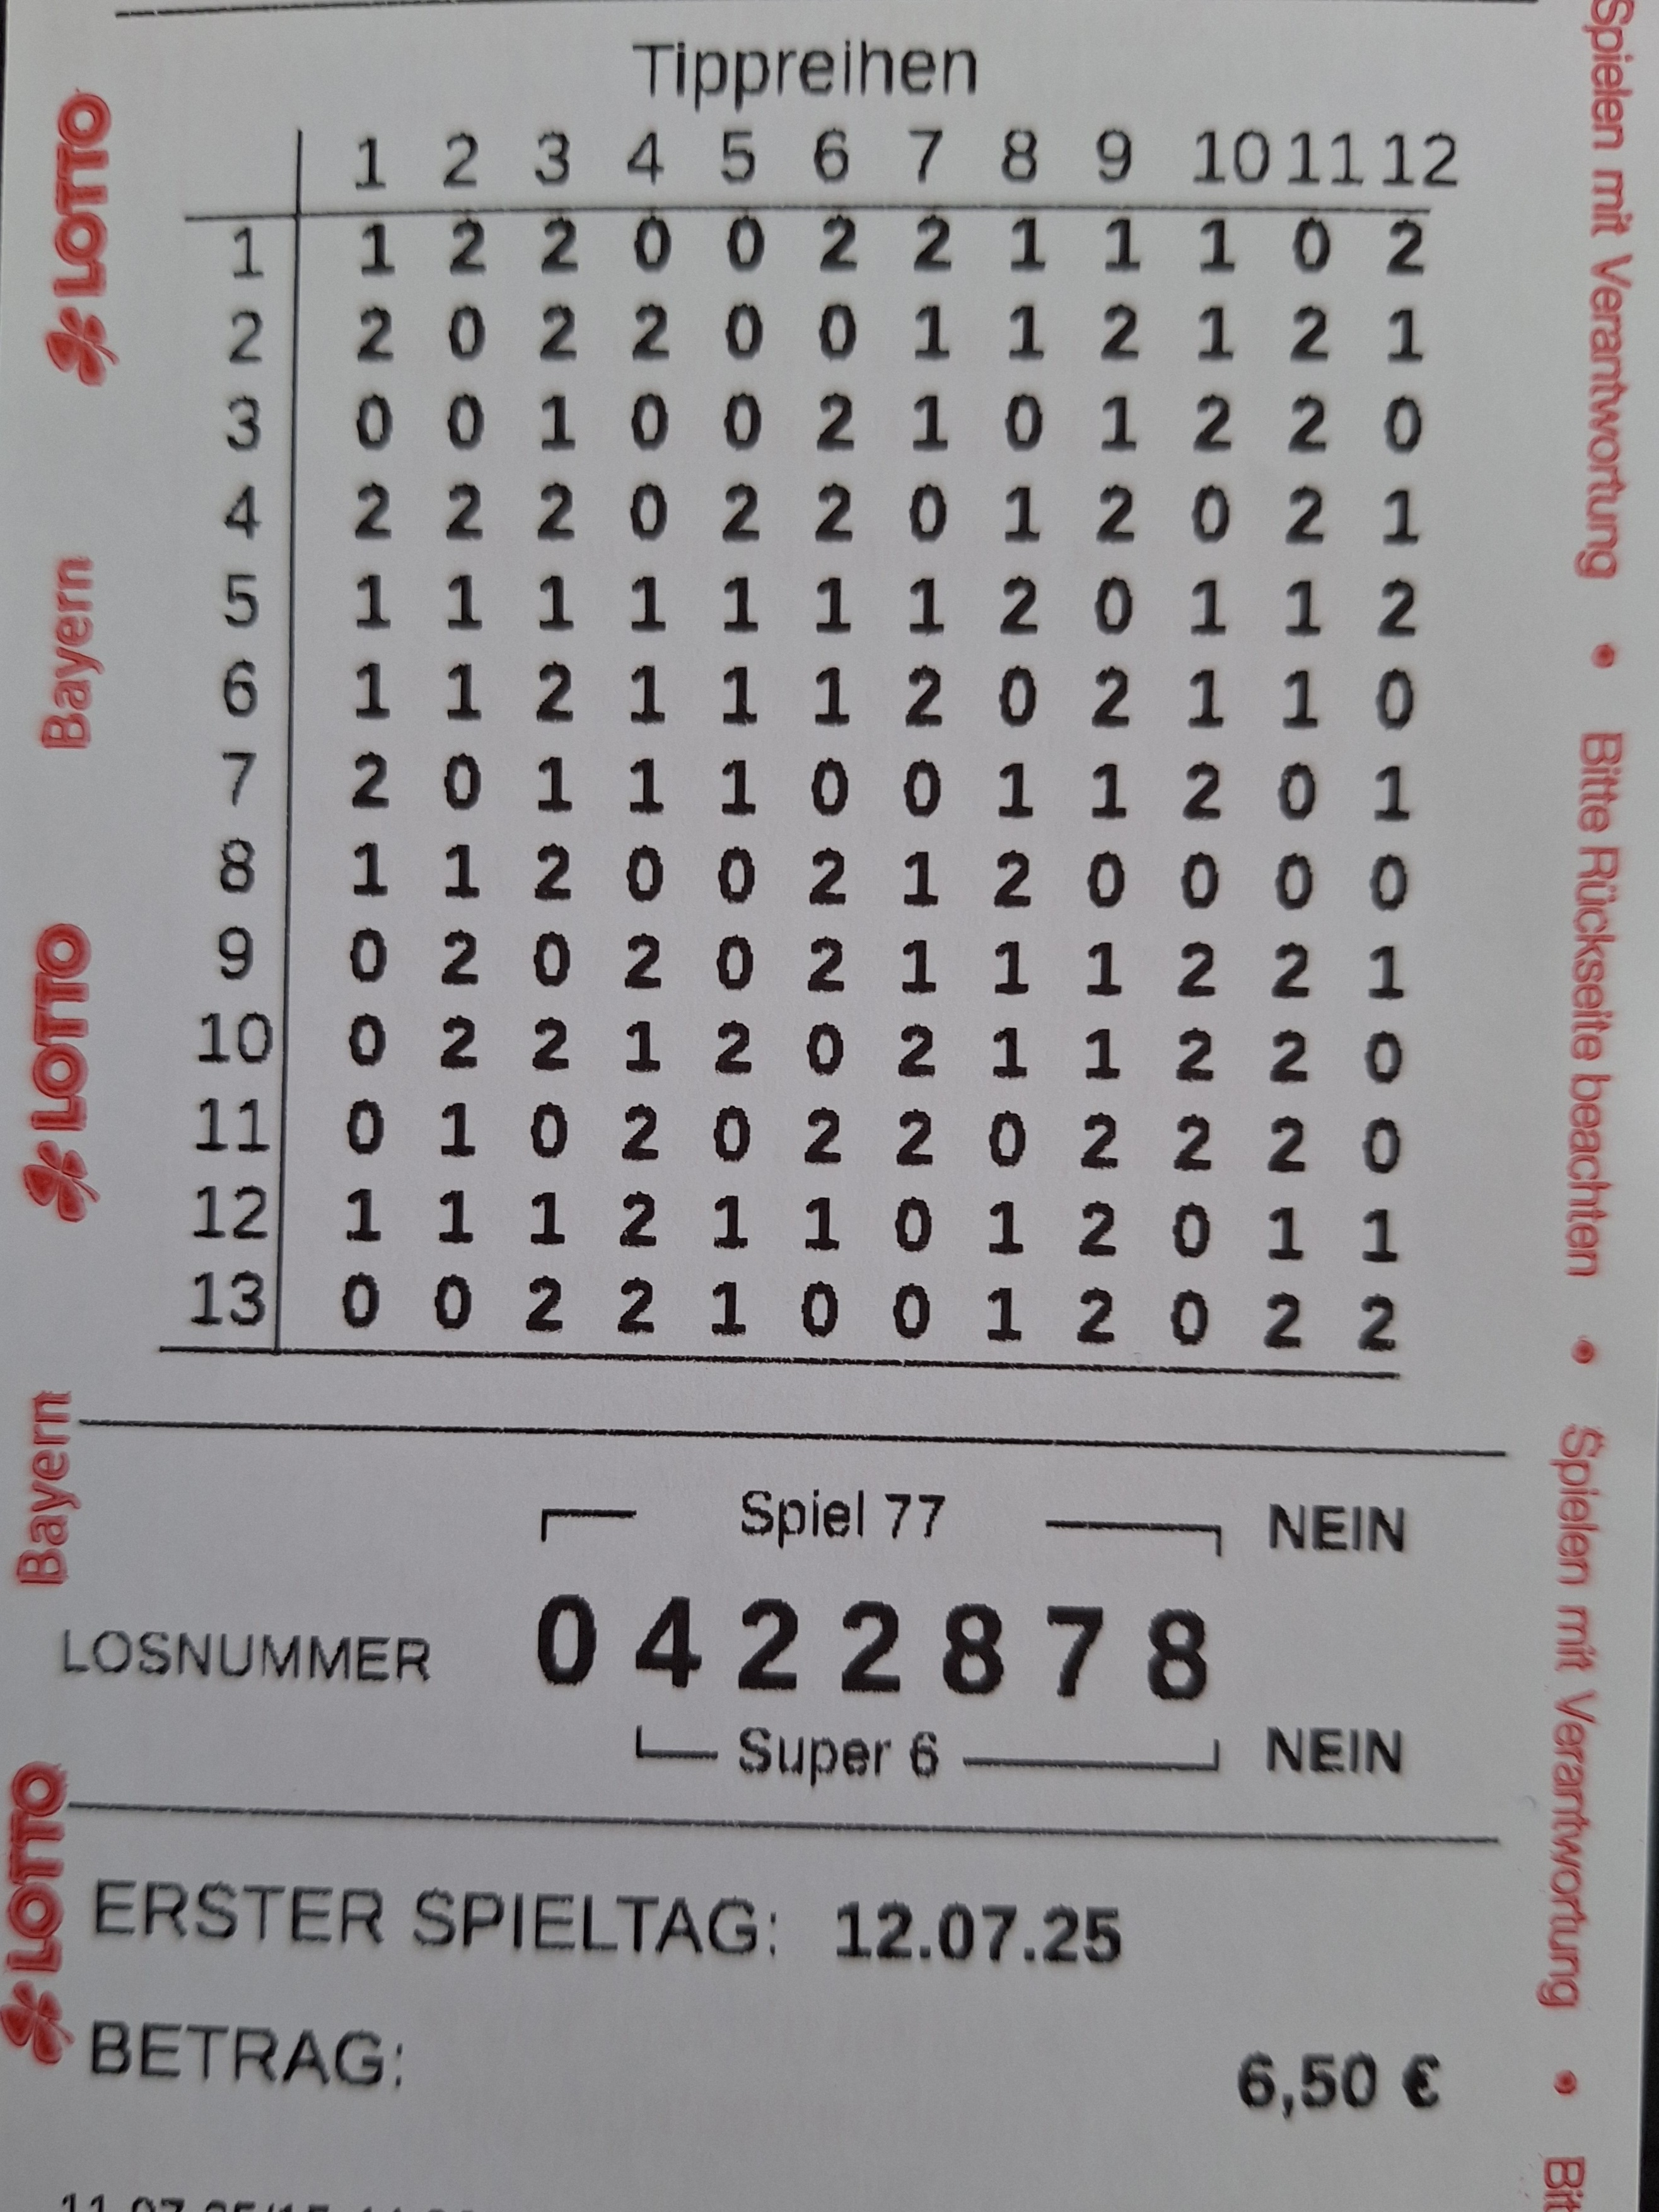 Tippreihen
1 2 3 4 5 6 7 8 9 10 11 12
1 1 2 2 0 0 2 2 1 1 1 0 2
2 2 0 2 2 0 0 1 1 2 1 2 1
3 0 0 1 0 0 2 1 0 1 2 2 0
4 2 2 2 0 2 2 0 1 2 0 2 1
5 1 1 1 1 1 1 1 2 0 1 1 2
6 1 1 2 1 1 1 2 0 2 1 1 0
7 2 0 1 1 1 0 0 1 1 2 0 1
8 1 1 2 0 0 2 1 2 0 0 0 0
9 0 2 0 2 0 2 1 1 1 2 2 1
10 0 2 2 1 2 0 2 1 1 2 2 0
11 0 1 0 2 0 2 2 0 2 2 2 0
12 1 1 1 2 1 1 0 1 2 0 1 1
13 0 0 2 2 1 0 0 1 2 0 2 2
Spiel 77 NEIN
LOSNUMMER 0 4 2 2 8 7 8
Super 6 NEIN
ERSTER SPIELTAG: 12.07.25
BETRAG: 6,50 €
LOTTO
Bayern
LOTTO
Bayern
LOTTO
Spielen mit Verantwortung • Bitte Rückseite beachten • Spielen mit Verantwortung •